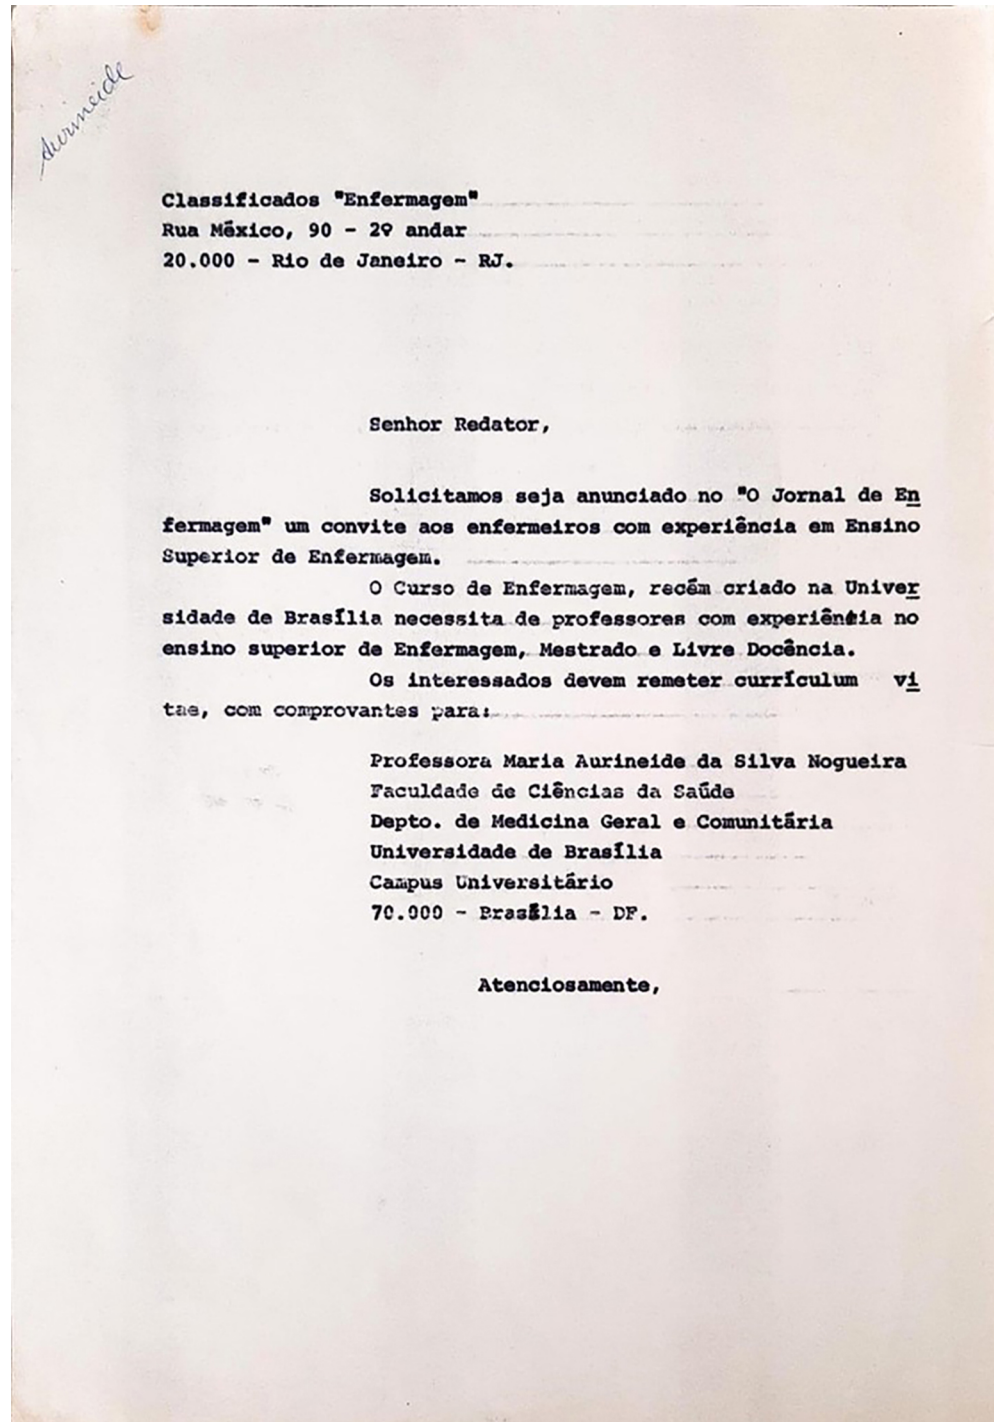 Aurineide
Classificados "Enfermagem"
Rua México, 90 - 2º andar
20.000 - Rio de Janeiro - RJ.
Senhor Redator,
Solicitamos seja anunciado no "O Jornal de En
fermagem" um convite aos enfermeiros com experiência em Ensino
Superior de Enfermagem.
O Curso de Enfermagem, recém criado na Univer
sidade de Brasília necessita de professores com experiência no
ensino superior de Enfermagem, Mestrado e Livre Docência.
Os interessados devem remeter currículum vi
tae, com comprovantes para:
Professora Maria Aurineide da Silva Nogueira
Faculdade de Ciências da Saúde
Depto. de Medicina Geral e Comunitária
Universidade de Brasília
Campus Universitário
70.000 - Brasília - DF.
Atenciosamente,